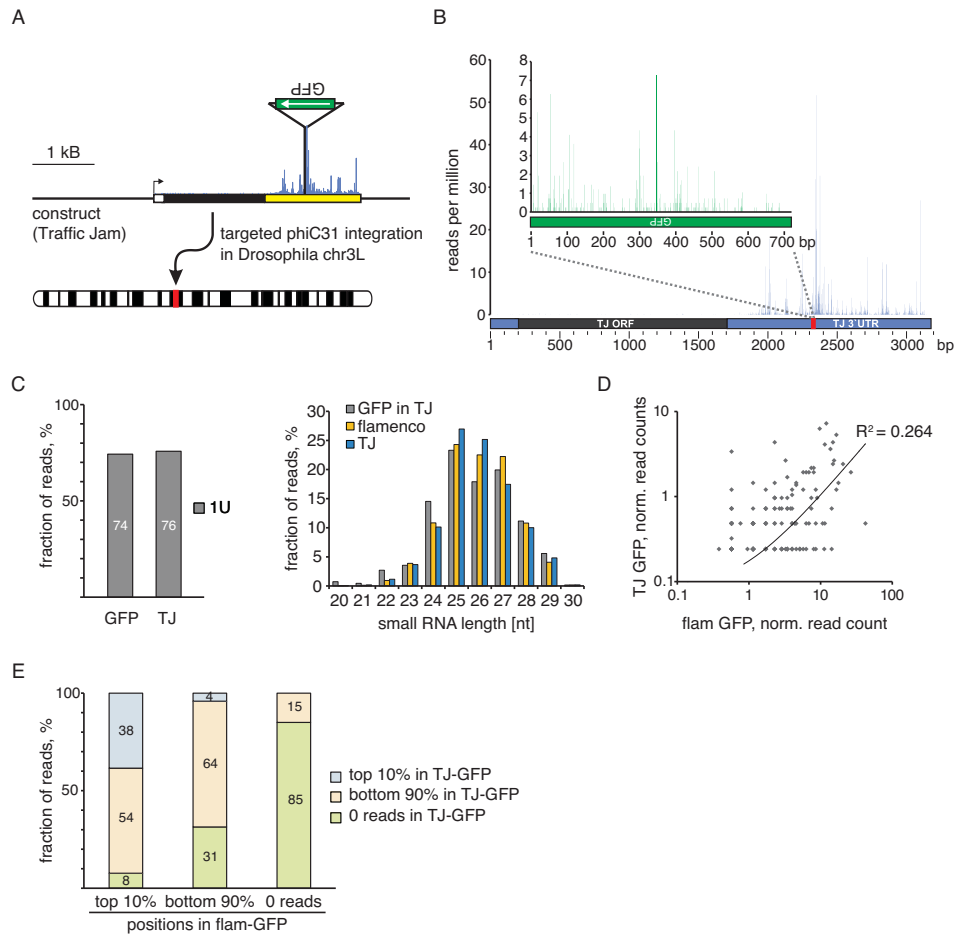 A
GFP
1 kB
construct
(Traffic Jam)
targeted phiC31 integration
in Drosophila chr3L
B
reads per million
60
50
40
30
20
10
0
8
7
6
5
4
3
2
1
0
GFP
1 100 200 300 400 500 600 700 bp
TJ ORF
TJ 3'UTR
1 500 1000 1500 2000 2500 3000 bp
C
fraction of reads, %
100
50
74
76
GFP TJ
1U
fraction of reads, %
30
25
20
15
10
5
0
GFP in TJ
flamenco
TJ
20 21 22 23 24 25 26 27 28 29 30
small RNA length [nt]
D
TJ GFP, norm. read counts
10
1
0.1
R² = 0.264
0.1 1 10 100
flam GFP, norm. read count
E
fraction of reads, %
100
50
38
54
8
4
64
31
15
85
top 10% in TJ-GFP
bottom 90% in TJ-GFP
0 reads in TJ-GFP
top 10% bottom 90% 0 reads
positions in flam-GFP